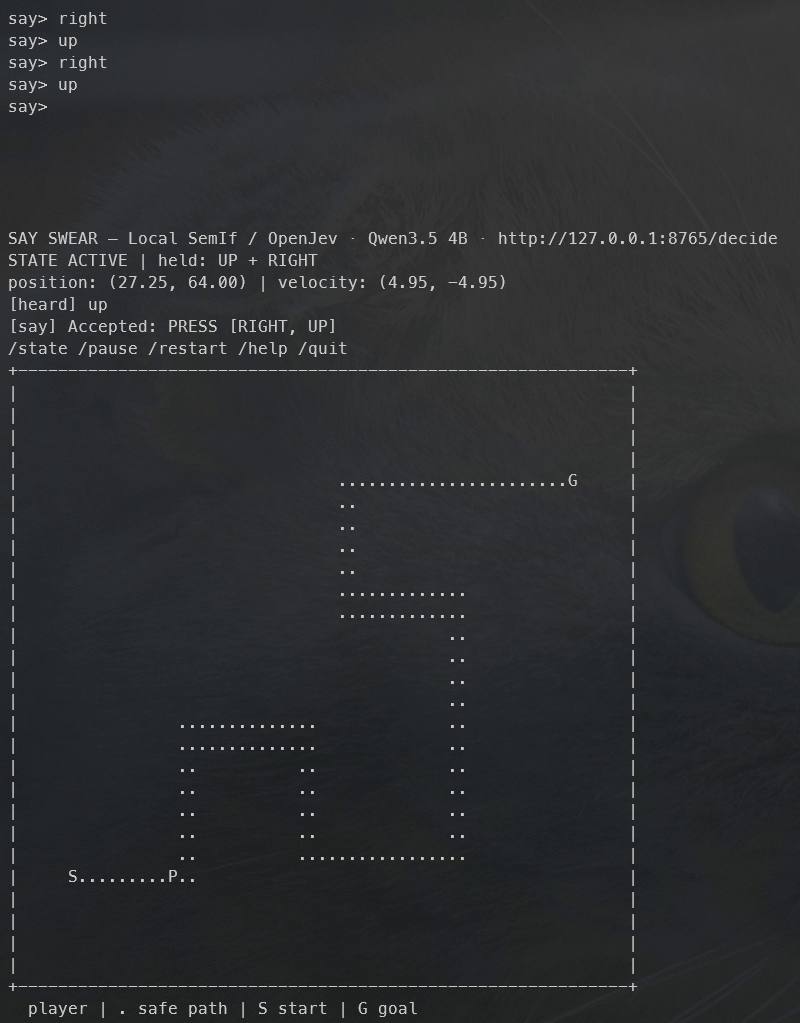 say> right
say> up
say> right
say> up
say>
SAY SWEAR — Local SemIf / OpenJev · Qwen3.5 4B · http://127.0.0.1:8765/decide
STATE ACTIVE | held: UP + RIGHT
position: (27.25, 64.00) | velocity: (4.95, −4.95)
[heard] up
[say] Accepted: PRESS [RIGHT, UP]
/state /pause /restart /help /quit
+—————————————————————————————————————————————————————————————+
|                                                             |
|                                                             |
|                                                             |
|                                                             |
|                                .......................G     |
|                                ..                           |
|                                ..                           |
|                                ..                           |
|                                ..                           |
|                                .............                |
|                                .............                |
|                                           ..                |
|                                           ..                |
|                                           ..                |
|                                           ..                |
|                ..............             ..                |
|                ..............             ..                |
|                ..          ..             ..                |
|                ..          ..             ..                |
|                ..          ..             ..                |
|                ..          ..             ..                |
|                ..          .................                |
|     S.........P..                                           |
|                                                             |
|                                                             |
|                                                             |
|                                                             |
+—————————————————————————————————————————————————————————————+
  player | . safe path | S start | G goal